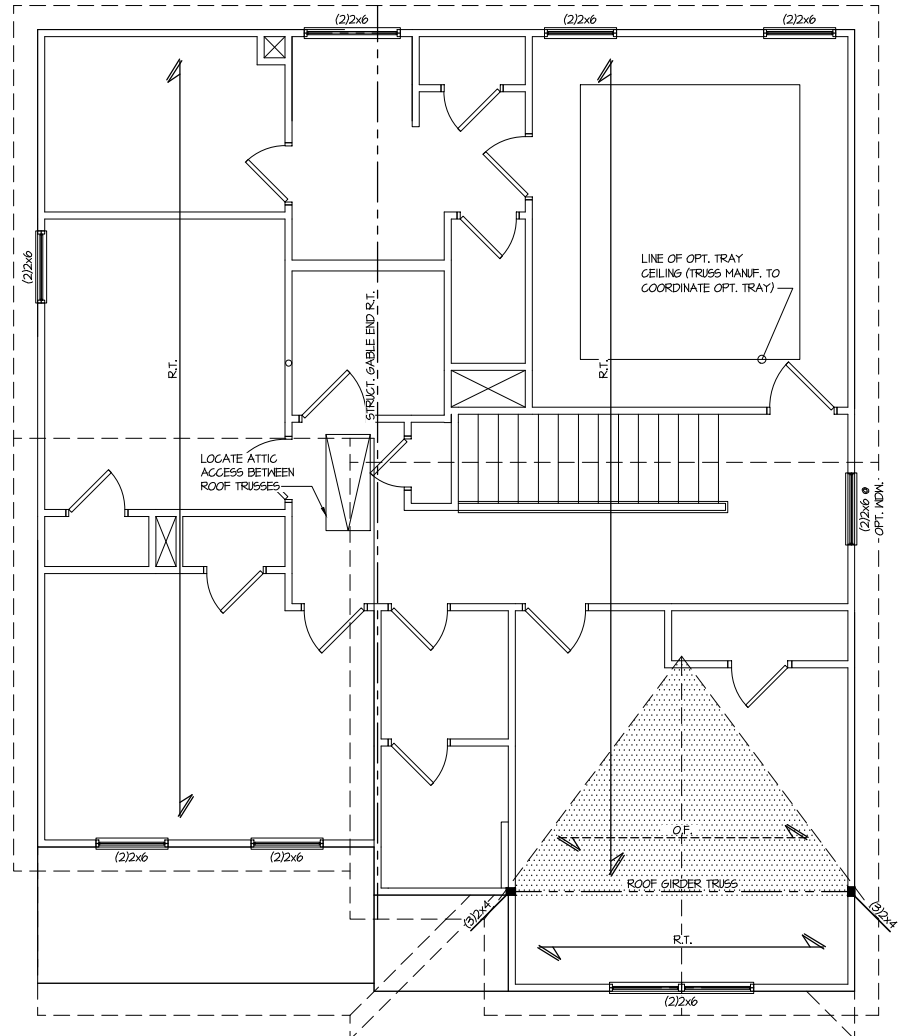 (2)2x6
(2)2x6
(2)2x6
(2)2x6
LINE OF OPT. TRAY
CEILING (TRUSS MANUF. TO
COORDINATE OPT. TRAY)
STRUCT. GABLE END R.T.
R.T.
R.T.
LOCATE ATTIC
ACCESS BETWEEN
ROOF TRUSSES
(2)2x6 @
OPT. WDW.
O.F.
(2)2x6
(2)2x6
ROOF GIRDER TRUSS
(3)2x4
(3)2x4
R.T.
(2)2x6